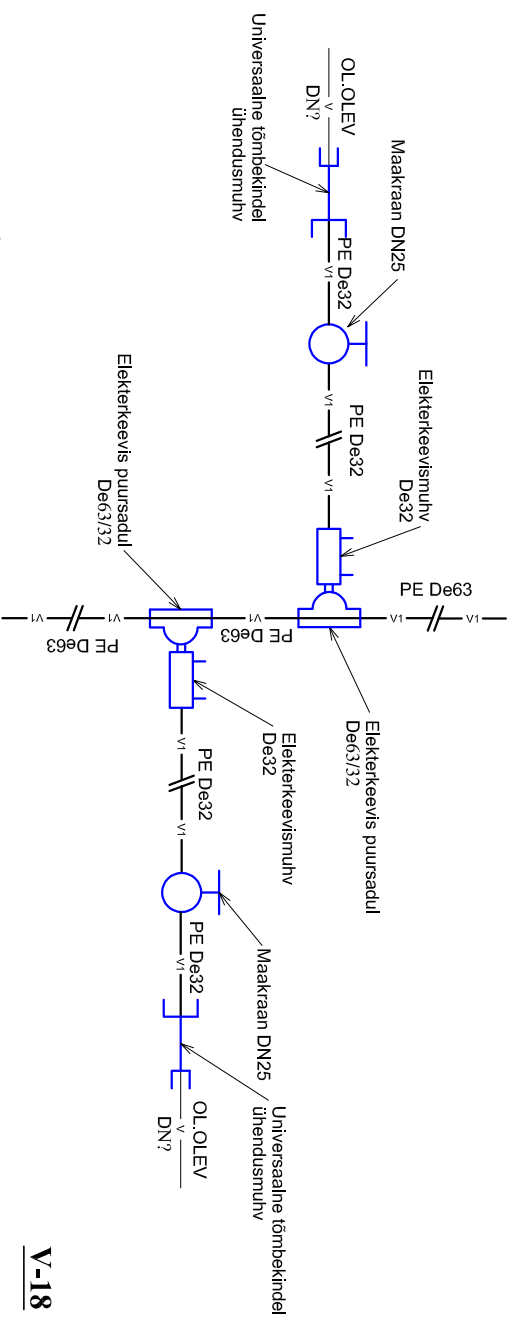 Universaalne tõmbekindel
ühendusmuhv
OL.OLEV
V
DN?
Maakraan DN25
PE De32
V1
V1
PE De32
V1
Elekterkeevismuhv
De32
PE De63
V1
V1
Elekterkeevis puursadul
De63/32
Elekterkeevis puursadul
De63/32
V1
PE De63
V1
V1
PE De63
Elekterkeevismuhv
De32
V1
PE De32
V1
Maakraan DN25
PE De32
V1
Universaalne tõmbekindel
ühendusmuhv
OL.OLEV
V
DN?
V-18